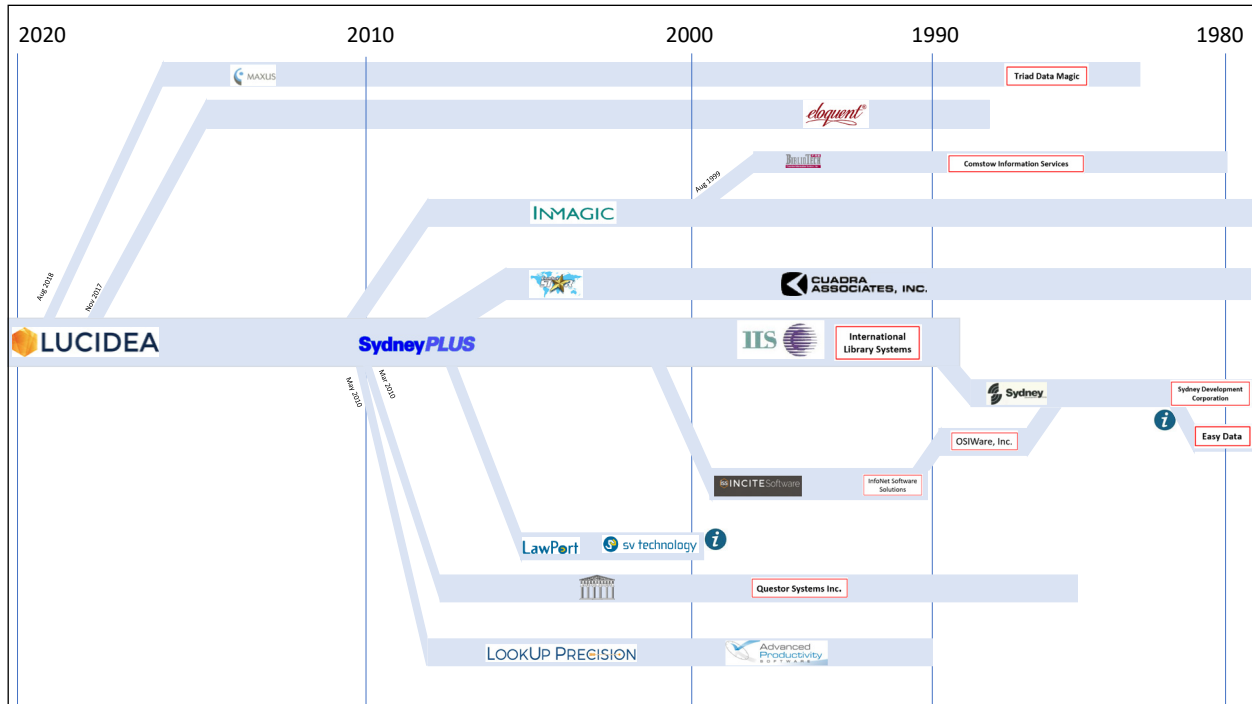 2020
2010
2000
1990
1980
MAXUS
Triad Data Magic
eloquent®
Comstow Information Services
Aug 1999
INMAGIC
CUADRA
ASSOCIATES, INC.
Aug 2018
Nov 2017
LUCIDEA
SydneyPLUS
IIS
International
Library Systems
May 2010
Mar 2010
Sydney
Sydney Development
Corporation
i
Easy Data
OSIWare, Inc.
INCITESoftware
InfoNet Software
Solutions
LawPort
sv technology
i
Questor Systems Inc.
LOOKUP PRECISION
Advanced
Productivity
SOFTWARE